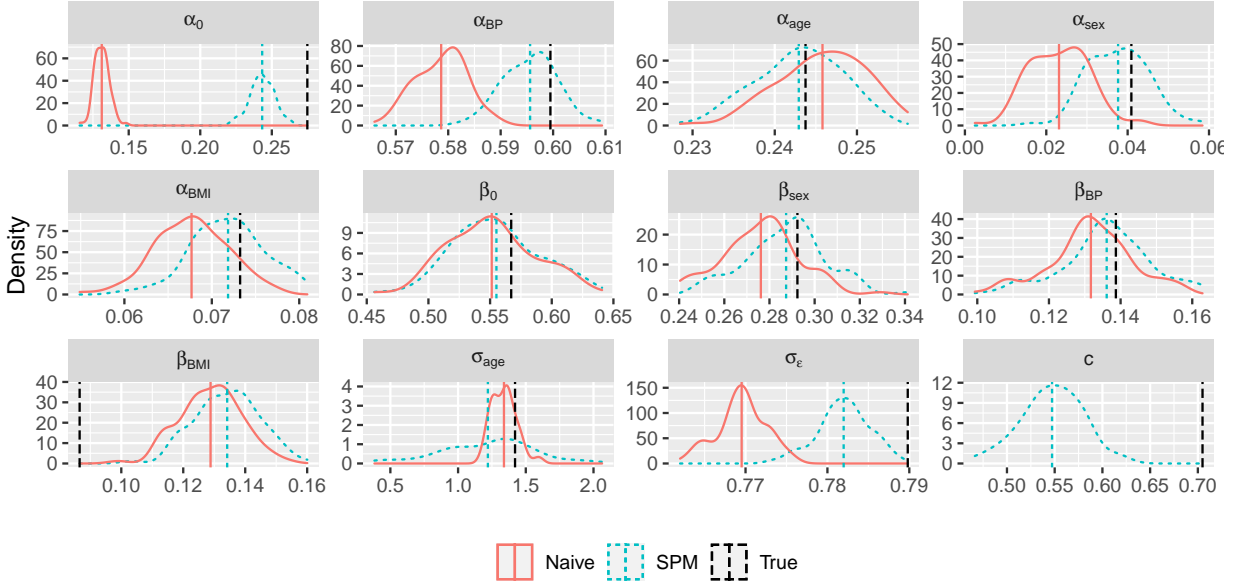 α0 αBP αage αsex
60 40 20 0
0.15 0.20 0.25
80 60 40 20 0
0.57 0.58 0.59 0.60 0.61
60 40 20 0
0.23 0.24 0.25
50 40 30 20 10 0
0.00 0.02 0.04 0.06
αBMI β0 βsex βBP
75 50 25 0
0.06 0.07 0.08
9 6 3 0
0.45 0.50 0.55 0.60 0.65
20 10 0
0.24 0.26 0.28 0.30 0.32 0.34
40 30 20 10 0
0.10 0.12 0.14 0.16
βBMI σage σε c
40 30 20 10 0
0.10 0.12 0.14 0.16
4 3 2 1 0
0.5 1.0 1.5 2.0
150 100 50 0
0.77 0.78 0.79
12 9 6 3 0
0.50 0.55 0.60 0.65 0.70
Density
Naive SPM True